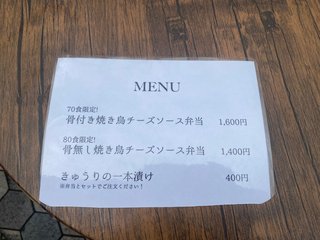 MENU
70食限定!
骨付き焼き鳥チーズソース弁当 1,600円
80食限定!
骨無し焼き鳥チーズソース弁当 1,400円
きゅうりの一本漬け 400円
※弁当とセットでご注文ください!